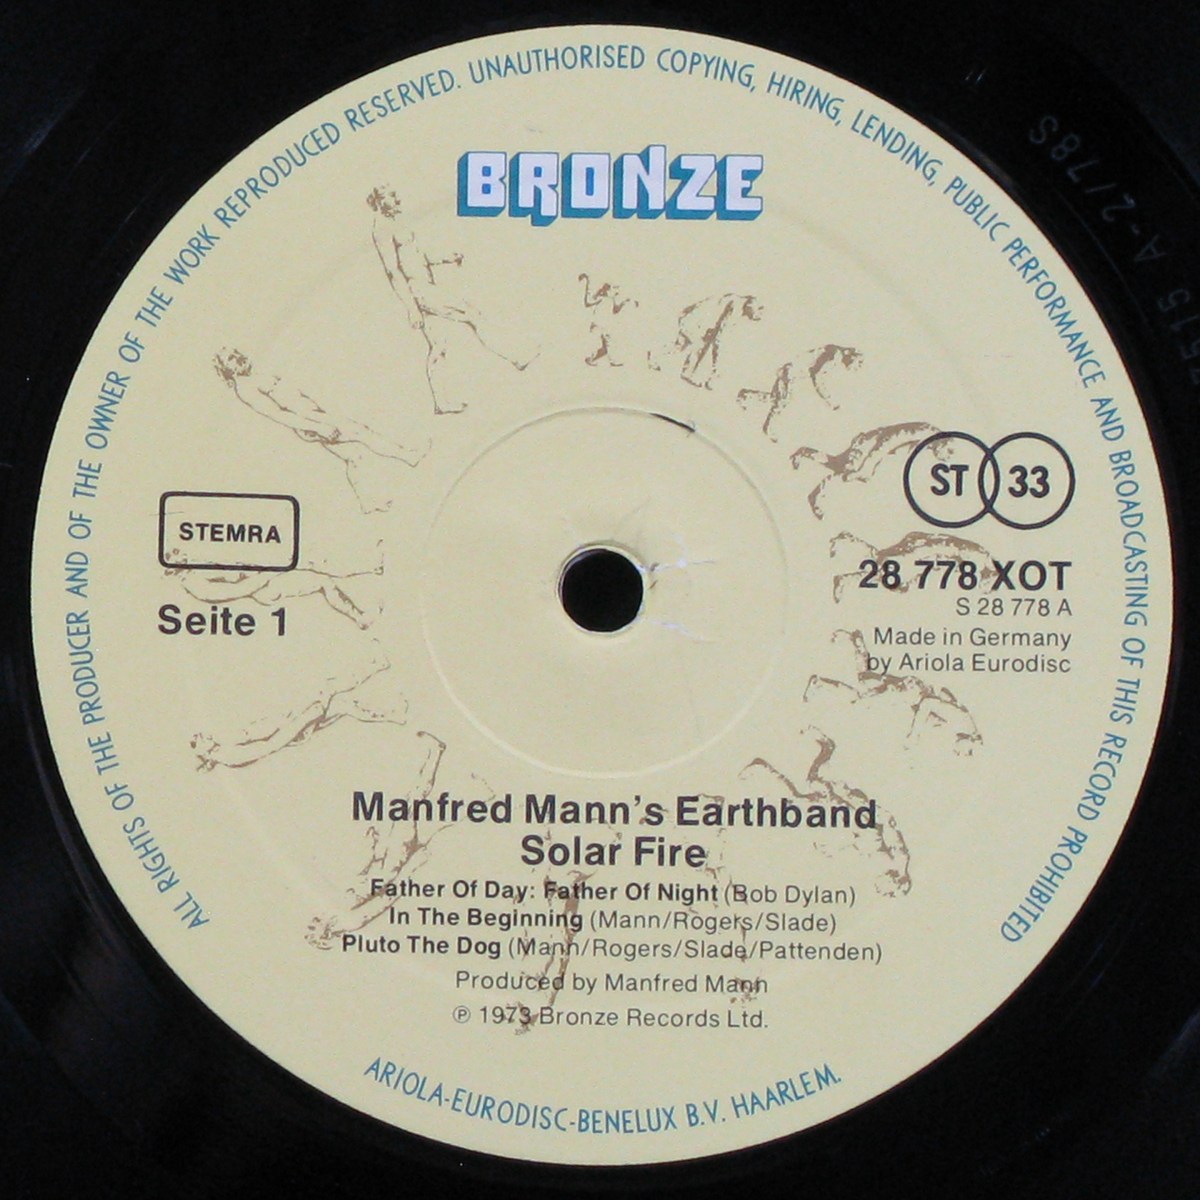 ALL RIGHTS OF THE PRODUCER AND OF THE OWNER OF THE WORK REPRODUCED RESERVED. UNAUTHORISED COPYING, HIRING, LENDING, PUBLIC PERFORMANCE AND BROADCASTING OF THIS RECORD PROHIBITED
BRONZE
ST 33
STEMRA
Seite 1
28 778 XOT
S 28 778 A
Made in Germany
by Ariola Eurodisc
Manfred Mann's Earthband
Solar Fire
Father Of Day: Father Of Night (Bob Dylan)
In The Beginning (Mann/Rogers/Slade)
Pluto The Dog (Mann/Rogers/Slade/Pattenden)
Produced by Manfred Mann
℗ 1973 Bronze Records Ltd.
ARIOLA-EURODISC-BENELUX B.V. HAARLEM.
A-2/78S